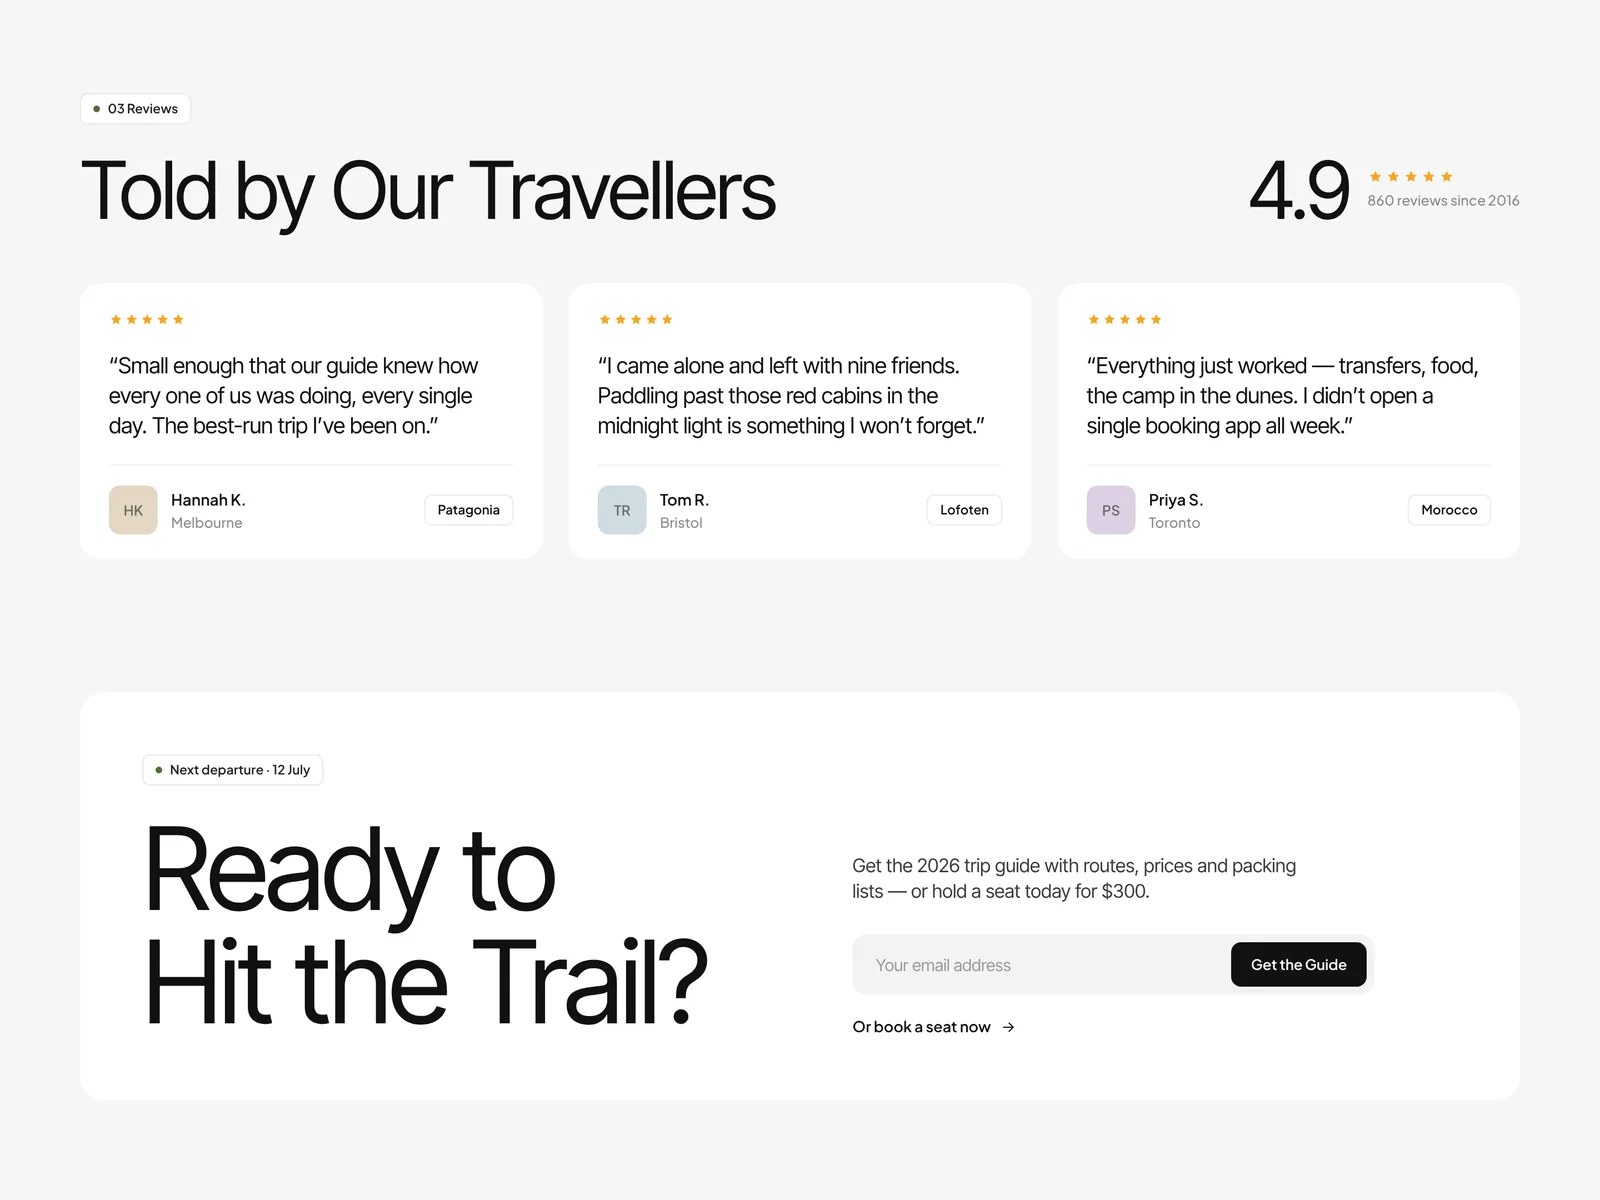 03 Reviews
Told by Our Travellers
4.9
860 reviews since 2016
“Small enough that our guide knew how
every one of us was doing, every single
day. The best-run trip I’ve been on.”
HK
Hannah K.
Melbourne
Patagonia
“I came alone and left with nine friends.
Paddling past those red cabins in the
midnight light is something I won’t forget.”
TR
Tom R.
Bristol
Lofoten
“Everything just worked — transfers, food,
the camp in the dunes. I didn’t open a
single booking app all week.”
PS
Priya S.
Toronto
Morocco
Next departure · 12 July
Ready to
Hit the Trail?
Get the 2026 trip guide with routes, prices and packing
lists — or hold a seat today for $300.
Your email address
Get the Guide
Or book a seat now →